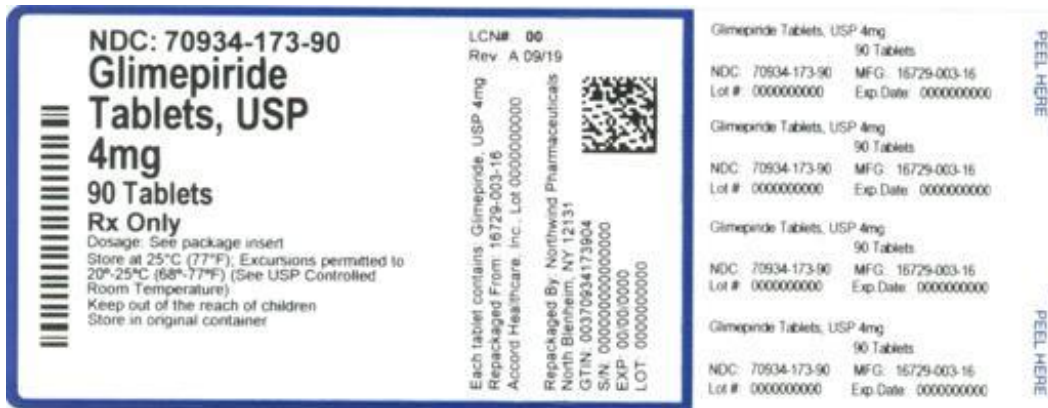 NDC: 70934-173-90
Glimepiride
Tablets, USP
4mg
90 Tablets
Rx Only
Dosage: See package insert
Store at 25°C (77°F); Excursions permitted to
20º-25ºC (68º-77ºF) (See USP Controlled
Room Temperature)
Keep out of the reach of children
Store in original container
LCN# 00
Rev A 09/19
Each tablet contains Glimepiride, USP 4mg
Repackaged From: 16729-003-16
Accord Healthcare, Inc., Lot 0000000000
Repackaged By: Northwind Pharmaceuticals
North Blenheim, NY 12131
GTIN: 00370934173904
S/N: 
EXP: 00/00/0000
LOT: 0000000000
Glimepiride Tablets, USP 4mg
90 Tablets
NDC: 70934-173-90 MFG: 16729-003-16
Lot #: 0000000000 Exp.Date: 0000000000
Glimepiride Tablets, USP 4mg
90 Tablets
NDC: 70934-173-90 MFG: 16729-003-16
Lot #: 0000000000 Exp.Date: 0000000000
Glimepiride Tablets, USP 4mg
90 Tablets
NDC: 70934-173-90 MFG: 16729-003-16
Lot #: 0000000000 Exp.Date: 0000000000
Glimepiride Tablets, USP 4mg
90 Tablets
NDC: 70934-173-90 MFG: 16729-003-16
Lot #: 0000000000 Exp.Date: 0000000000
PEEL HERE
PEEL HERE